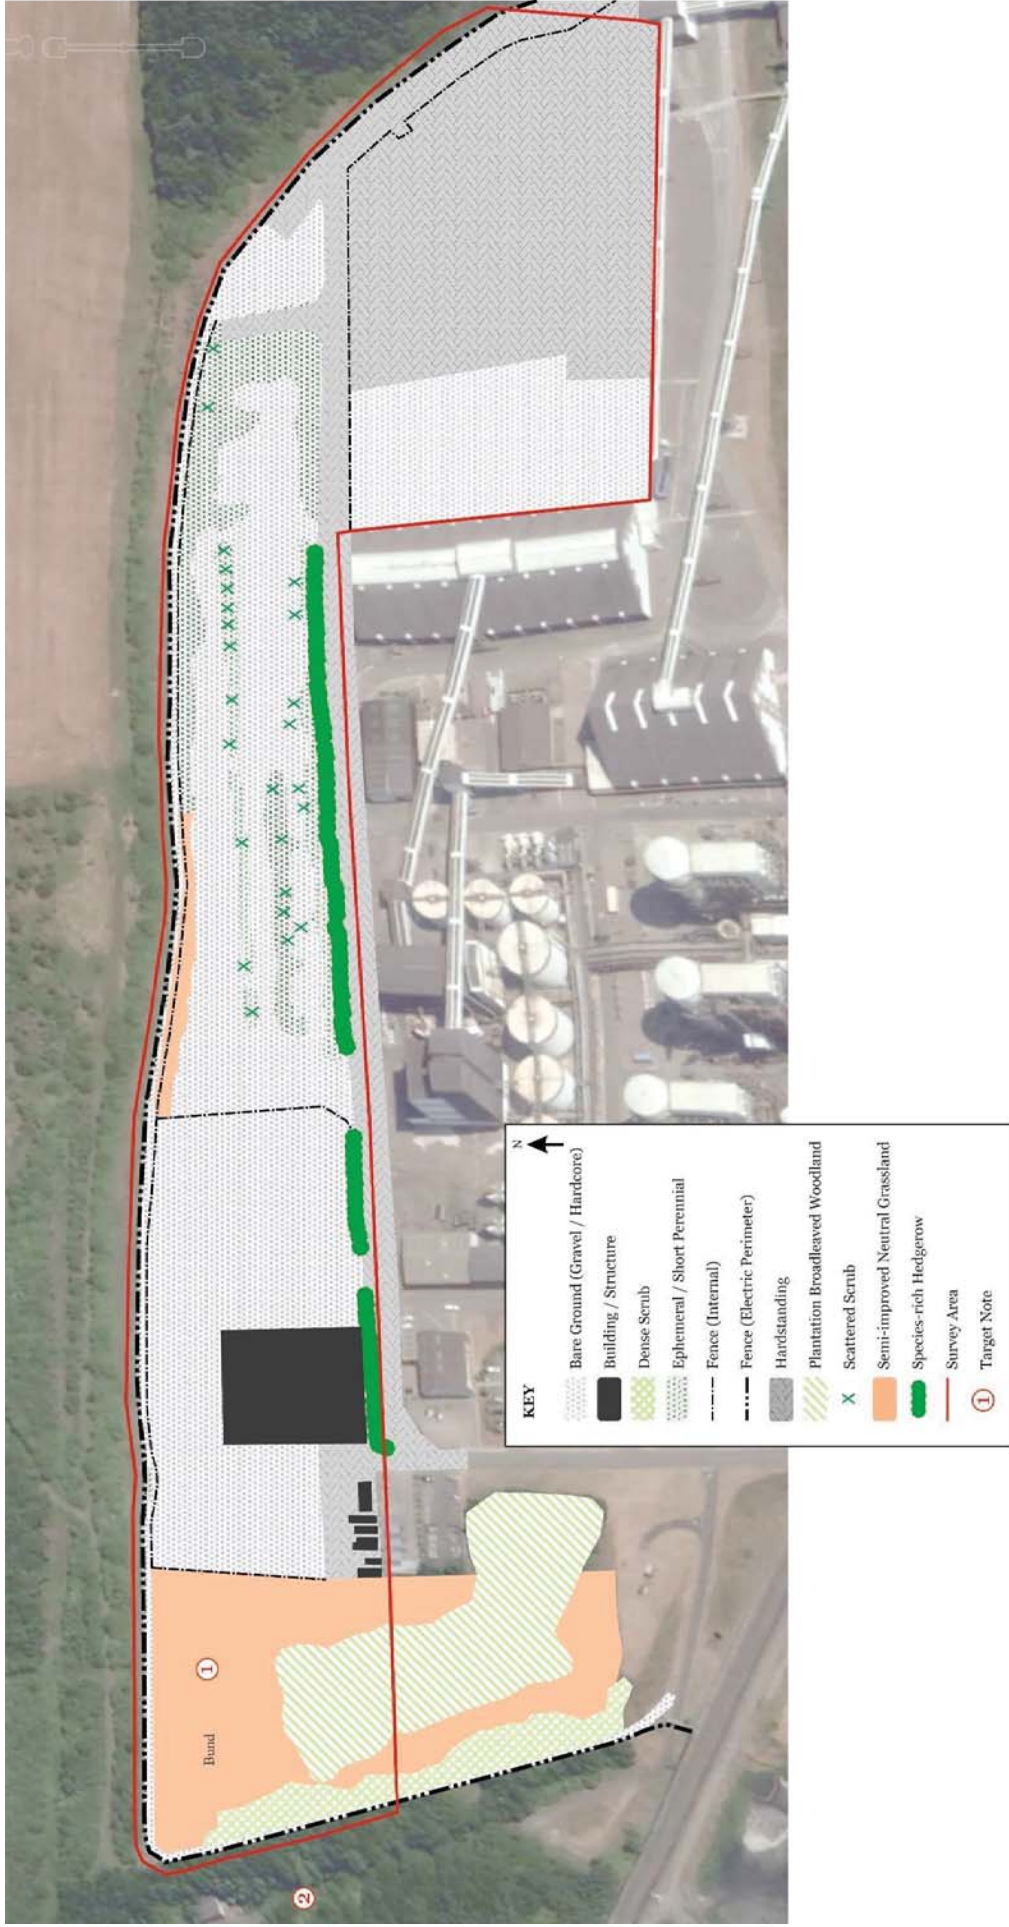 Bund
1
2
N
KEY
Bare Ground (Gravel / Hardcore)
Building / Structure
Dense Scrub
Ephemeral / Short Perennial
Fence (Internal)
Fence (Electric Perimeter)
Hardstanding
Plantation Broadleaved Woodland
Scattered Scrub
Semi-improved Neutral Grassland
Species-rich Hedgerow
Survey Area
1 Target Note